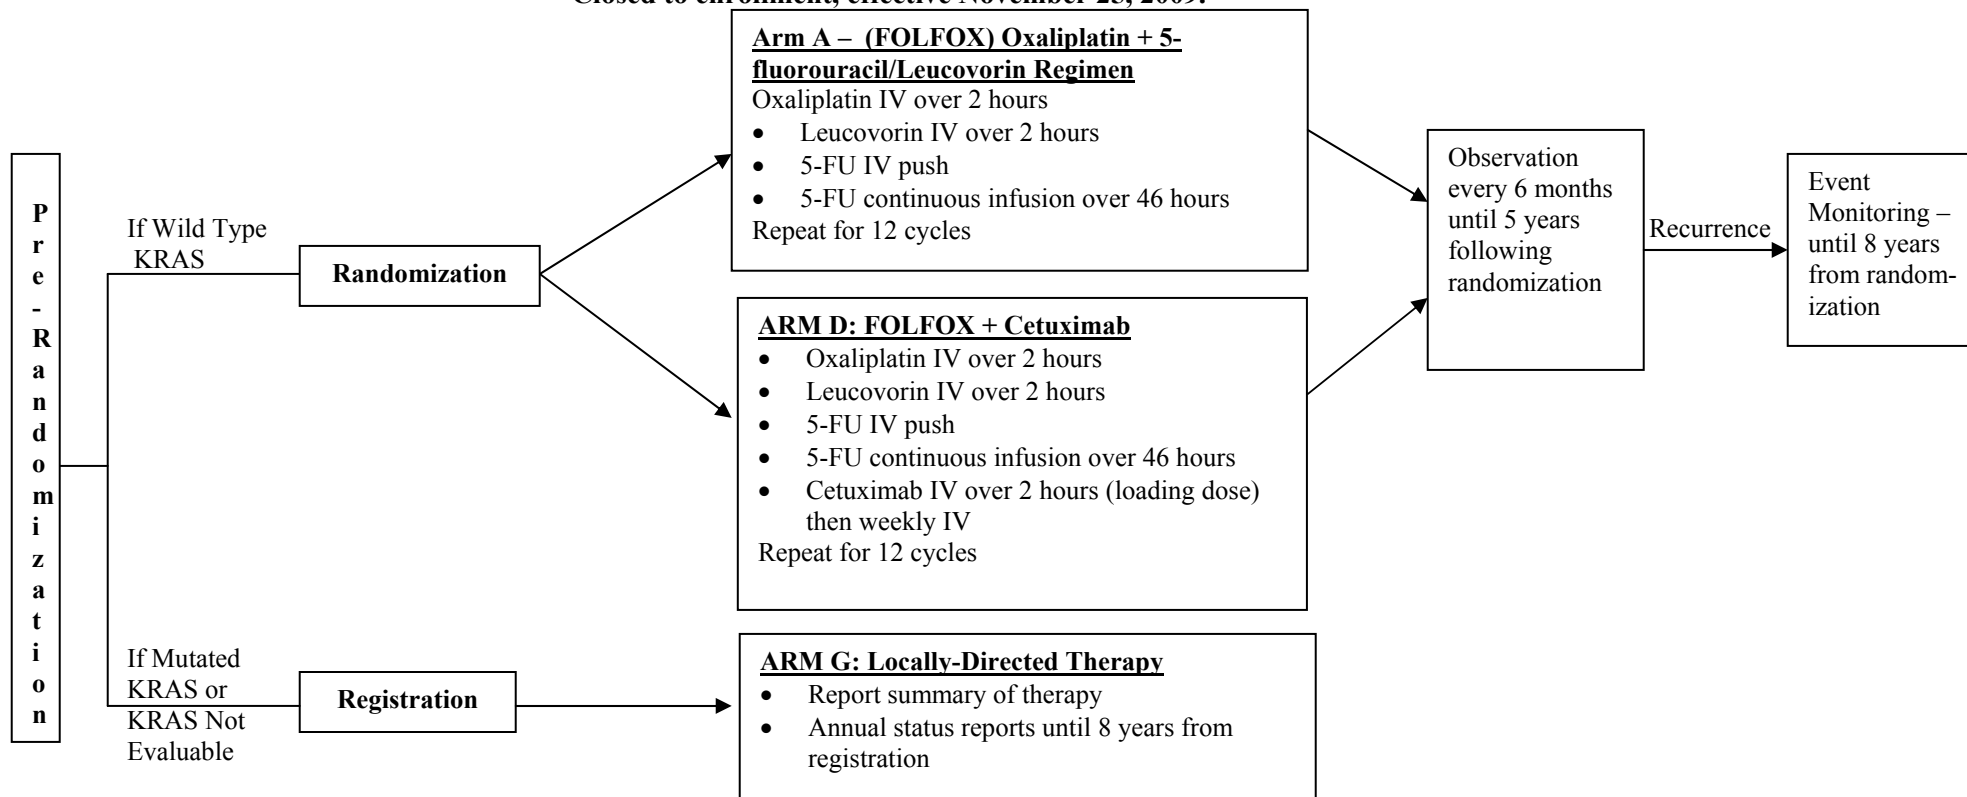 Closed to enrollment, effective November 25, 2009.
Pre-Randomization
If Wild Type
KRAS
Randomization
Arm A – (FOLFOX) Oxaliplatin + 5-
fluorouracil/Leucovorin Regimen
Oxaliplatin IV over 2 hours
• Leucovorin IV over 2 hours
• 5-FU IV push
• 5-FU continuous infusion over 46 hours
Repeat for 12 cycles
ARM D: FOLFOX + Cetuximab
• Oxaliplatin IV over 2 hours
• Leucovorin IV over 2 hours
• 5-FU IV push
• 5-FU continuous infusion over 46 hours
• Cetuximab IV over 2 hours (loading dose)
then weekly IV
Repeat for 12 cycles
Observation
every 6 months
until 5 years
following
randomization
Recurrence
Event
Monitoring –
until 8 years
from random-
ization
If Mutated
KRAS or
KRAS Not
Evaluable
Registration
ARM G: Locally-Directed Therapy
• Report summary of therapy
• Annual status reports until 8 years from
registration